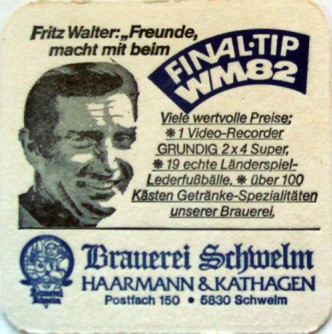 Fritz Walter: „Freunde,
macht mit beim
FINAL-TIP
WM82
Viele wertvolle Preise;
✱ 1 Video-Recorder
GRUNDIG 2x4 Super,
✱ 19 echte Länderspiel-
Lederfußbälle, ✱ über 100
Kästen Getränke-Spezialitäten
unserer Brauerei,
Brauerei Schwelm
HAARMANN & KATHAGEN
Postfach 150 • 5830 Schwelm